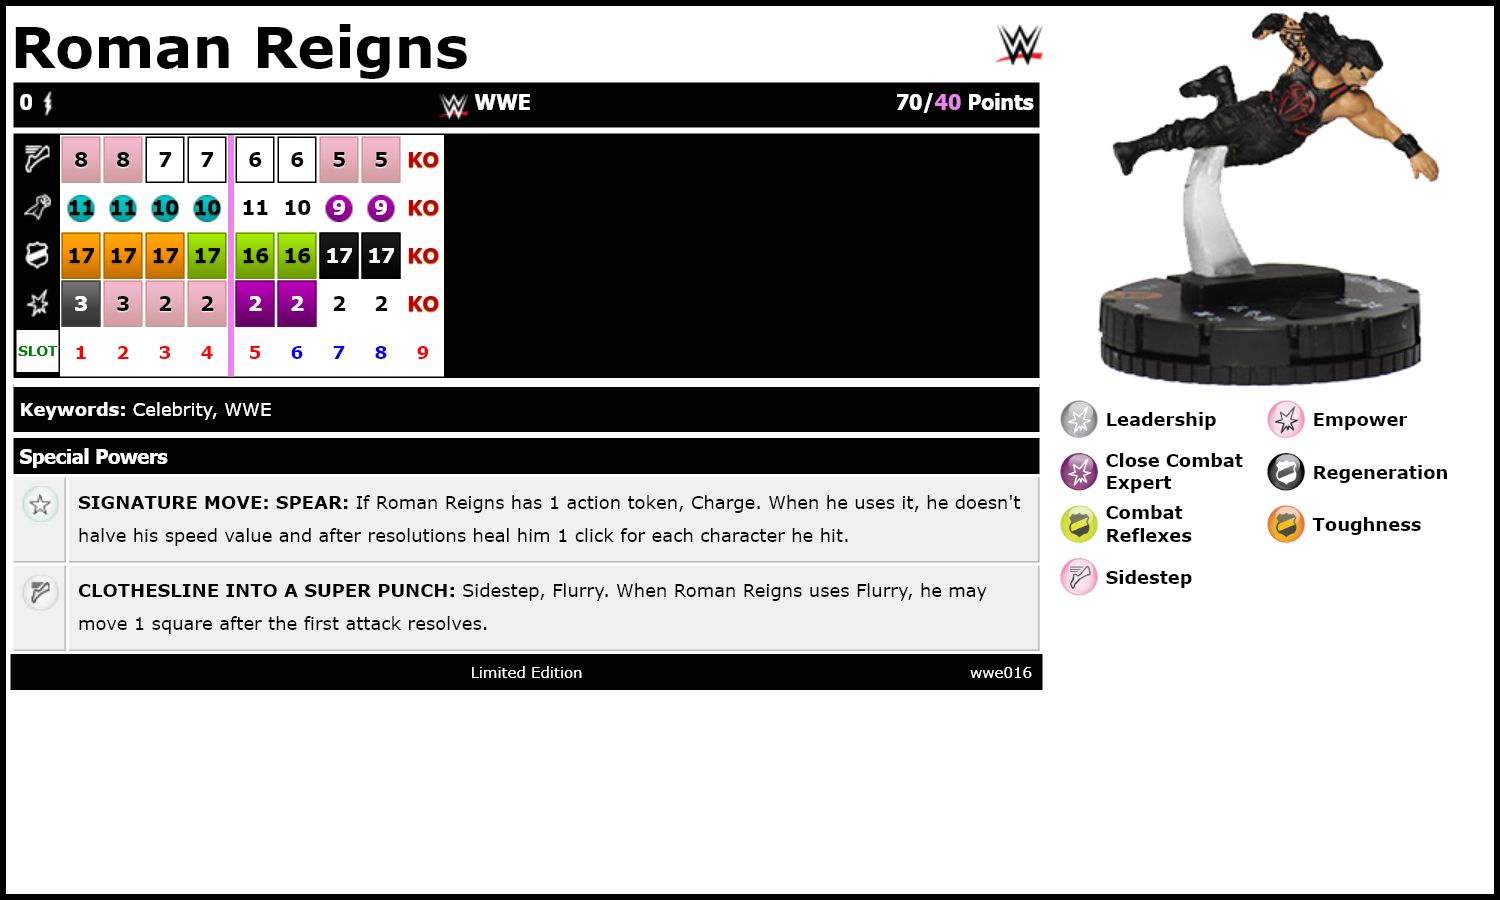 Roman Reigns
W
0 WWE 70/40 Points
8 8 7 7 6 6 5 5 KO
11 11 10 10 11 10 9 9 KO
17 17 17 17 16 16 17 17 KO
3 3 2 2 2 2 2 2 KO
SLOT 1 2 3 4 5 6 7 8 9
Keywords: Celebrity, WWE
Special Powers
SIGNATURE MOVE: SPEAR: If Roman Reigns has 1 action token, Charge. When he uses it, he doesn't
halve his speed value and after resolutions heal him 1 click for each character he hit.
CLOTHESLINE INTO A SUPER PUNCH: Sidestep, Flurry. When Roman Reigns uses Flurry, he may
move 1 square after the first attack resolves.
Limited Edition wwe016
Leadership Empower
Close Combat
Expert
Regeneration
Combat
Reflexes
Toughness
Sidestep